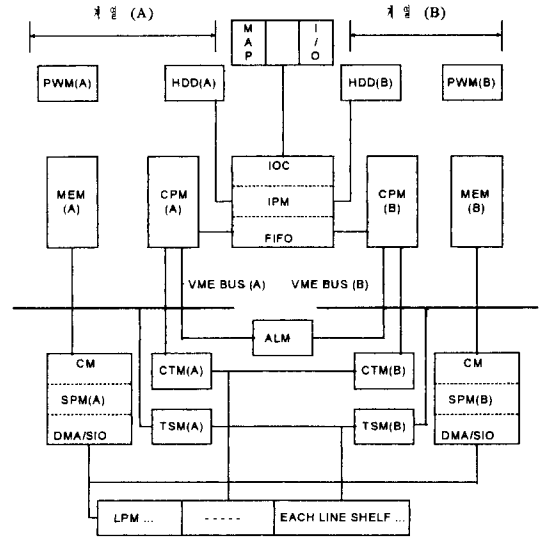 (A)
(B)
MAP
I/O
PWM(A)
HDD(A)
HDD(B)
PWM(B)
MEM
(A)
CPM
(A)
IOC
IPM
FIFO
CPM
(B)
MEM
(B)
VME BUS (A)
VME BUS (B)
ALM
CM
SPM(A)
DMA/SIO
CTM(A)
CTM(B)
TSM(A)
TSM(B)
CM
SPM(B)
DMA/SIO
LPM ...
-----
EACH LINE SHELF ...